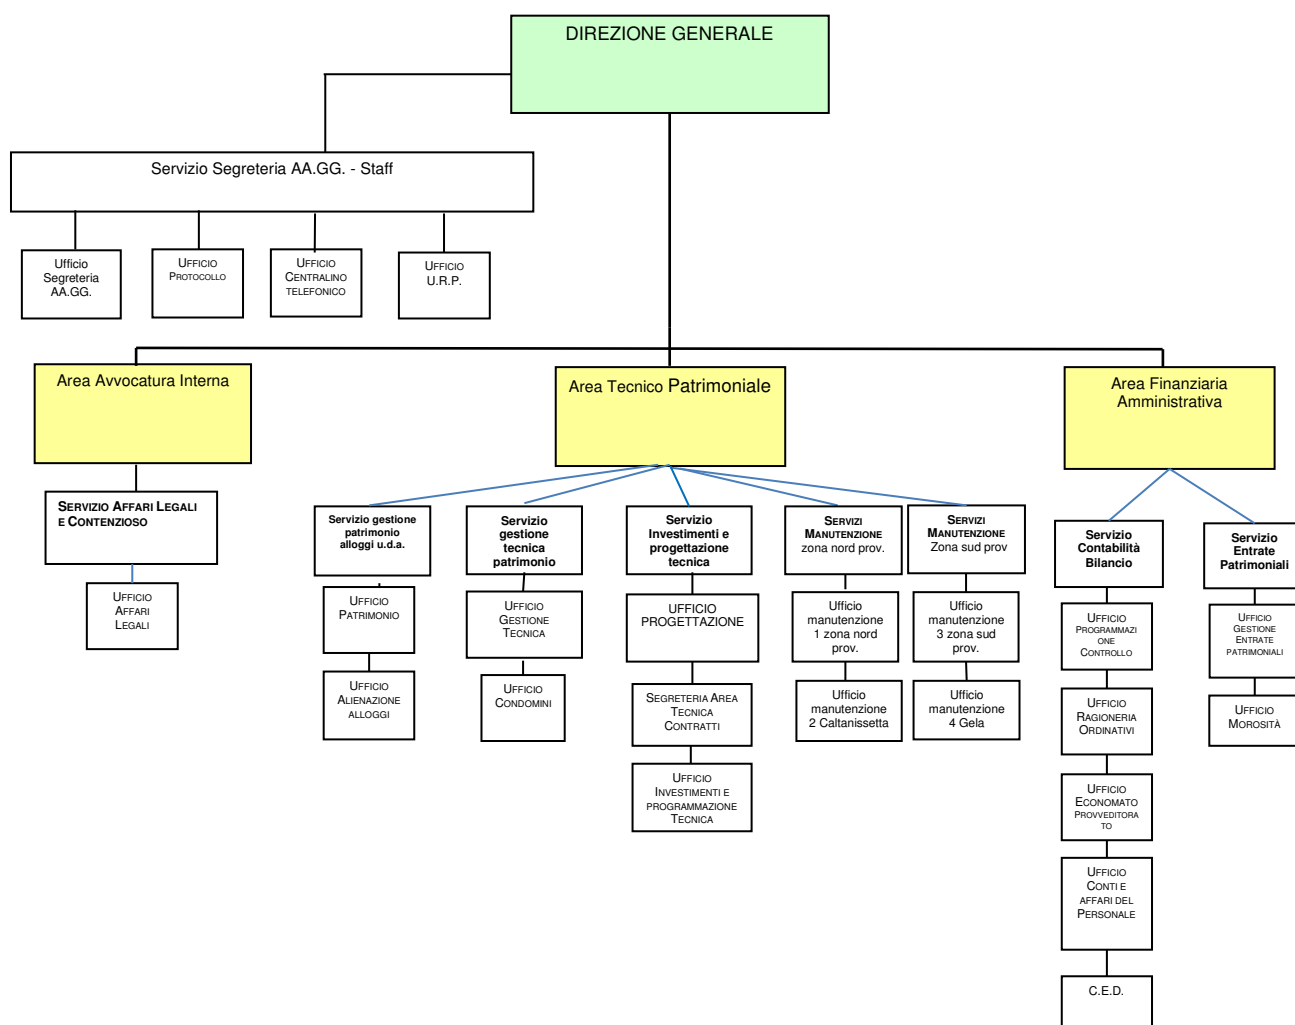 DIREZIONE GENERALE
Servizio Segreteria AA.GG. - Staff
Ufficio
Segreteria
AA.GG.
UFFICIO
PROTOCOLLO
UFFICIO
CENTRALINO
TELEFONICO
UFFICIO
U.R.P.
Area Avvocatura Interna
Area Tecnico Patrimoniale
Area Finanziaria
Amministrativa
SERVIZIO AFFARI LEGALI
E CONTENZIOSO
UFFICIO
AFFARI
LEGALI
Servizio gestione
patrimonio
alloggi u.d.a.
UFFICIO
PATRIMONIO
UFFICIO
ALIENAZIONE
ALLOGGI
Servizio
gestione
tecnica
patrimonio
UFFICIO
GESTIONE
TECNICA
UFFICIO
CONDOMINI
Servizio
Investimenti e
progettazione
tecnica
UFFICIO
PROGETTAZIONE
SEGRETERIA AREA
TECNICA
CONTRATTI
UFFICIO
INVESTIMENTI E
PROGRAMMAZIONE
TECNICA
SERVIZI
MANUTENZIONE
zona nord prov.
Ufficio
manutenzione
1 zona nord
prov.
Ufficio
manutenzione
2 Caltanissetta
SERVIZI
MANUTENZIONE
Zona sud prov
Ufficio
manutenzione
3 zona sud
prov.
Ufficio
manutenzione
4 Gela
Servizio
Contabilità
Bilancio
UFFICIO
PROGRAMMAZI
ONE
CONTROLLO
UFFICIO
RAGIONERIA
ORDINATIVI
UFFICIO
ECONOMATO
PROVVEDITORA
TO
UFFICIO
CONTI E
AFFARI DEL
PERSONALE
C.E.D.
Servizio
Entrate
Patrimoniali
UFFICIO
GESTIONE
ENTRATE
PATRIMONIALI
UFFICIO
MOROSITÀ